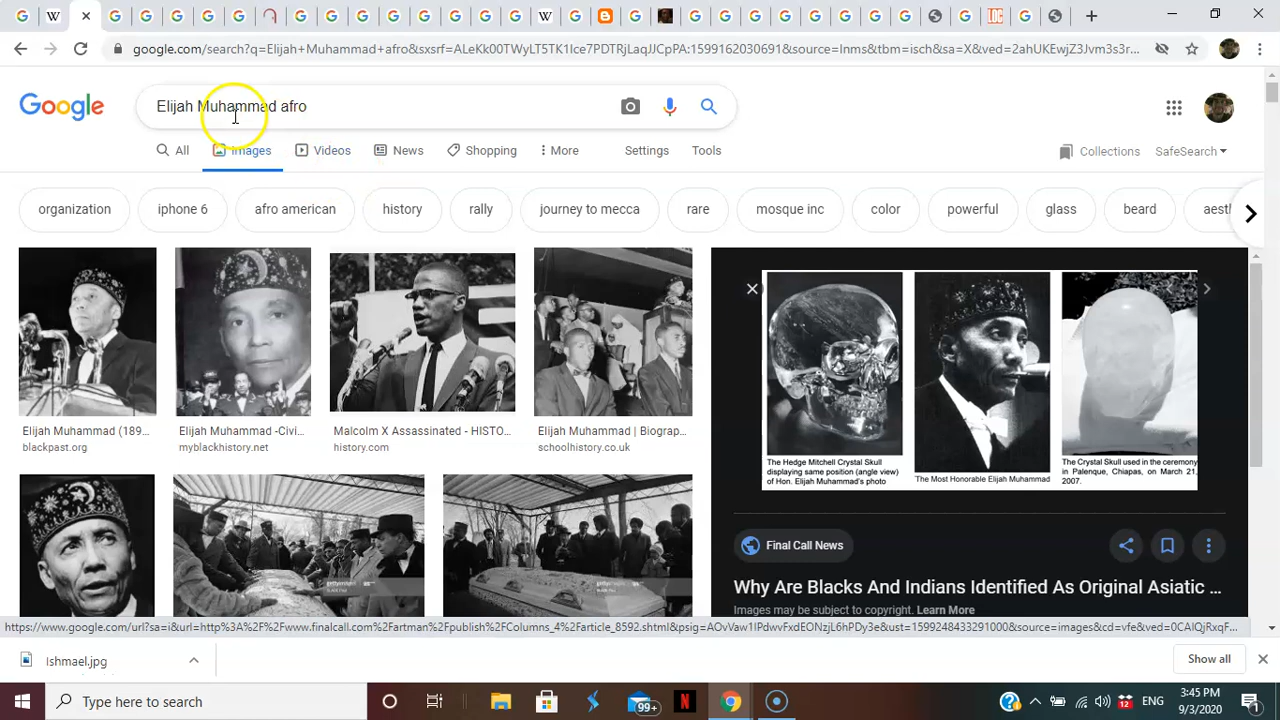 google.com/search?q=Elijah+Muhammad+afro&sxsrf=ALeKk00TWyLT5TK1Ice7PDTRjLaqJJCpPA:1599162030691&source=lnms&tbm=isch&sa=X&ved=2ahUKEwjZ3Jvm3s3r...
Google
Elijah Muhammad afro
All
Images
Videos
News
Shopping
More
Settings
Tools
Collections
SafeSearch
organization
iphone 6
afro american
history
rally
journey to mecca
rare
mosque inc
color
powerful
glass
beard
Elijah Muhammad (189...
blackpast.org
Elijah Muhammad -Civi...
myblackhistory.net
Malcolm X Assassinated - HISTO...
history.com
Elijah Muhammad | Biograp...
schoolhistory.co.uk
The Hedge Mitchell Crystal Skull
displaying same position (angle view)
of Hon. Elijah Muhammad's photo
The Most Honorable Elijah Muhammad
The Crystal Skull used in the ceremony
in Palenque, Chiapas, on March 21,
2007.
Final Call News
Why Are Blacks And Indians Identified As Original Asiatic ...
Images may be subject to copyright. Learn More
Ishmael.jpg
Show all
Type here to search
99+
12
ENG
3:45 PM
9/3/2020
1